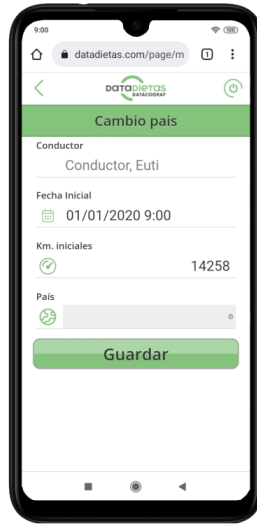 9:00
100
datadietas.com/page/m
1
DATADIETAS
DATACOGRAF
Cambio pais
Conductor
Conductor, Euti
Fecha Inicial
01/01/2020 9:00
Km. iniciales
14258
País
Guardar